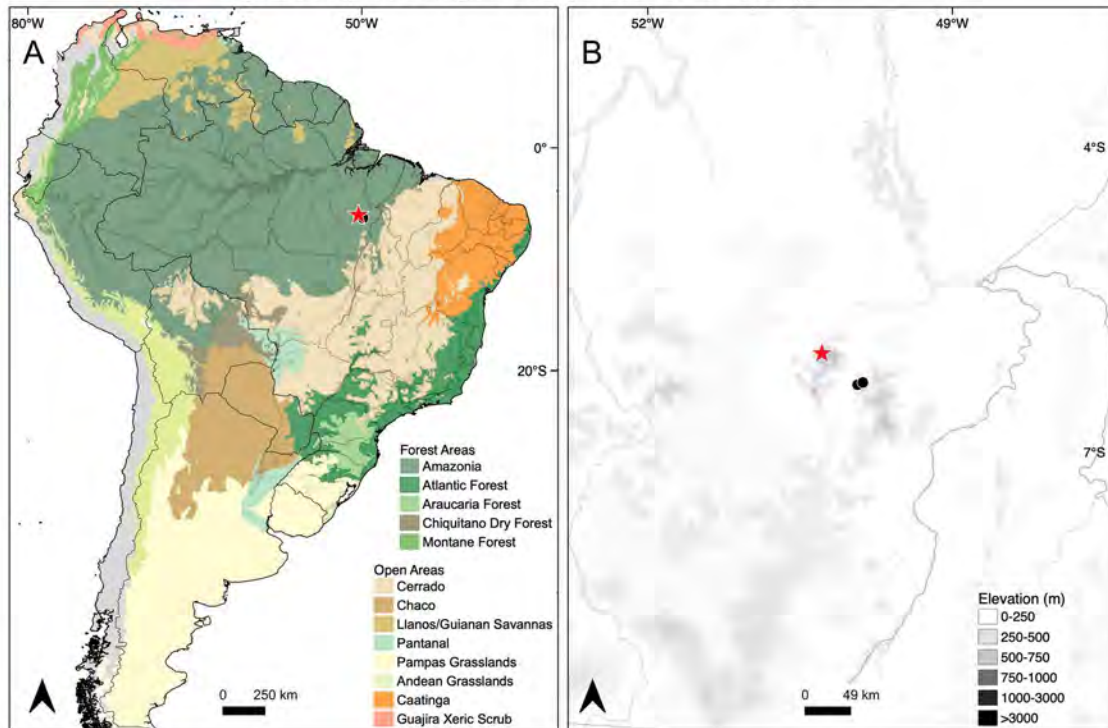 80°W
50°W
A
0°
20°S
Forest Areas
Amazonia
Atlantic Forest
Araucaria Forest
Chiquitano Dry Forest
Montane Forest
Open Areas
Cerrado
Chaco
Llanos/Guianan Savannas
Pantanal
Pampas Grasslands
Andean Grasslands
Caatinga
Guajira Xeric Scrub
0 250 km
52°W
49°W
B
4°S
7°S
Elevation (m)
0-250
250-500
500-750
750-1000
1000-3000
>3000
0 49 km